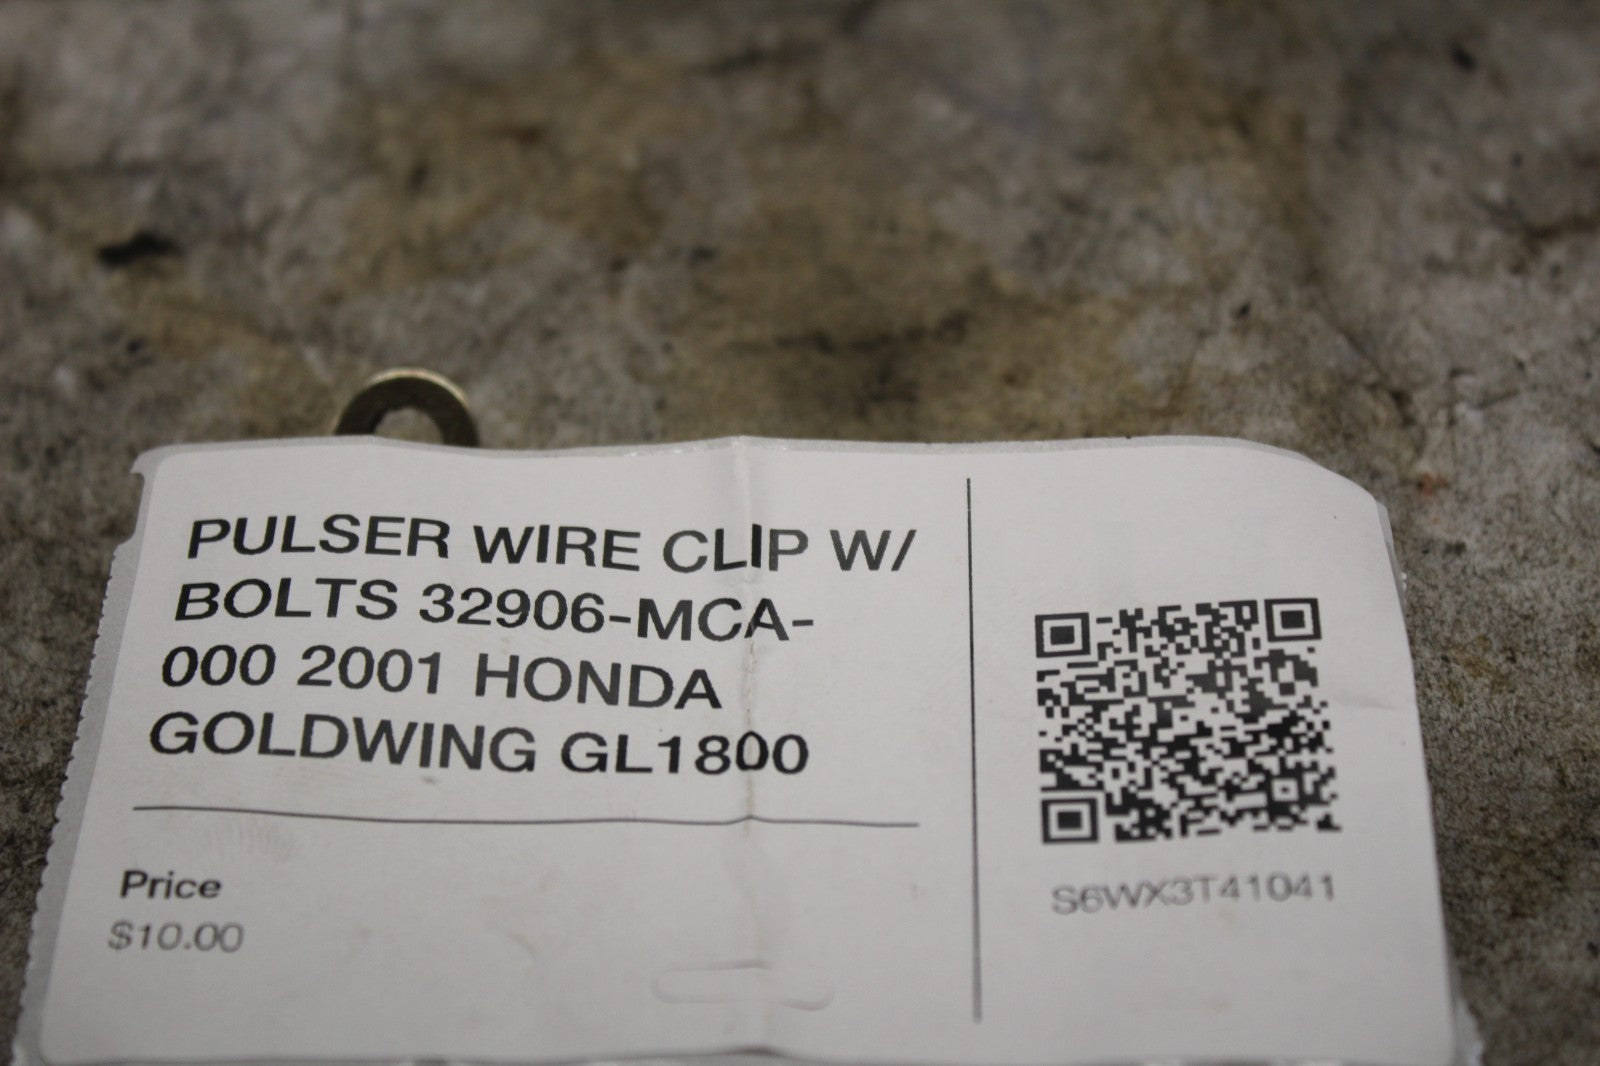 PULSER WIRE CLIP W/
BOLTS 32906-MCA-
000 2001 HONDA
GOLDWING GL1800
Price
$10.00
S6WX3T41041